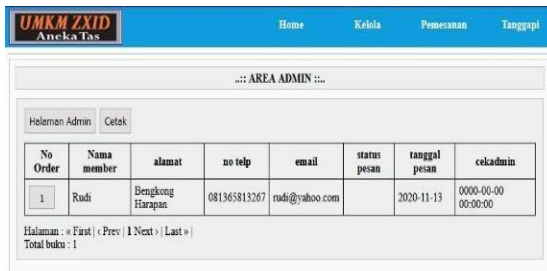 UMKM ZXID
Aneka Tas
Home Kelola Pemesanan Tanggapi
..:: AREA ADMIN ::..
Halaman Admin Cetak
No Order Nama member alamat no telp email status pesan tanggal pesan cekadmin
1 Rudi Bengkong Harapan 081365813267 rudi@yahoo.com 2020-11-13 0000-00-00 00:00:00
Halaman : « First | ‹ Prev | 1 Next › | Last » |
Total buku : 1